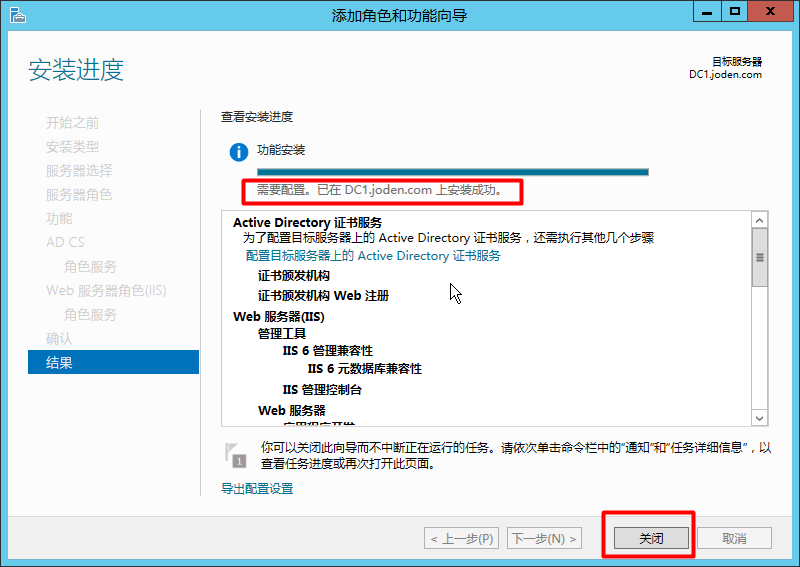 添加角色和功能向导
安装进度
目标服务器
DC1.joden.com
开始之前
安装类型
服务器选择
服务器角色
功能
AD CS
角色服务
Web 服务器角色(IIS)
角色服务
确认
结果
查看安装进度
功能安装
需要配置。已在 DC1.joden.com 上安装成功。
Active Directory 证书服务
为了配置目标服务器上的 Active Directory 证书服务，还需执行其他几个步骤
配置目标服务器上的 Active Directory 证书服务
证书颁发机构
证书颁发机构 Web 注册
Web 服务器(IIS)
管理工具
IIS 6 管理兼容性
IIS 6 元数据库兼容性
IIS 管理控制台
Web 服务器
应用程序开发
1
你可以关闭此向导而不中断正在运行的任务。请依次单击命令栏中的“通知”和“任务详细信息”，以
查看任务进度或再次打开此页面。
导出配置设置
< 上一步(P)
下一步(N) >
关闭
取消